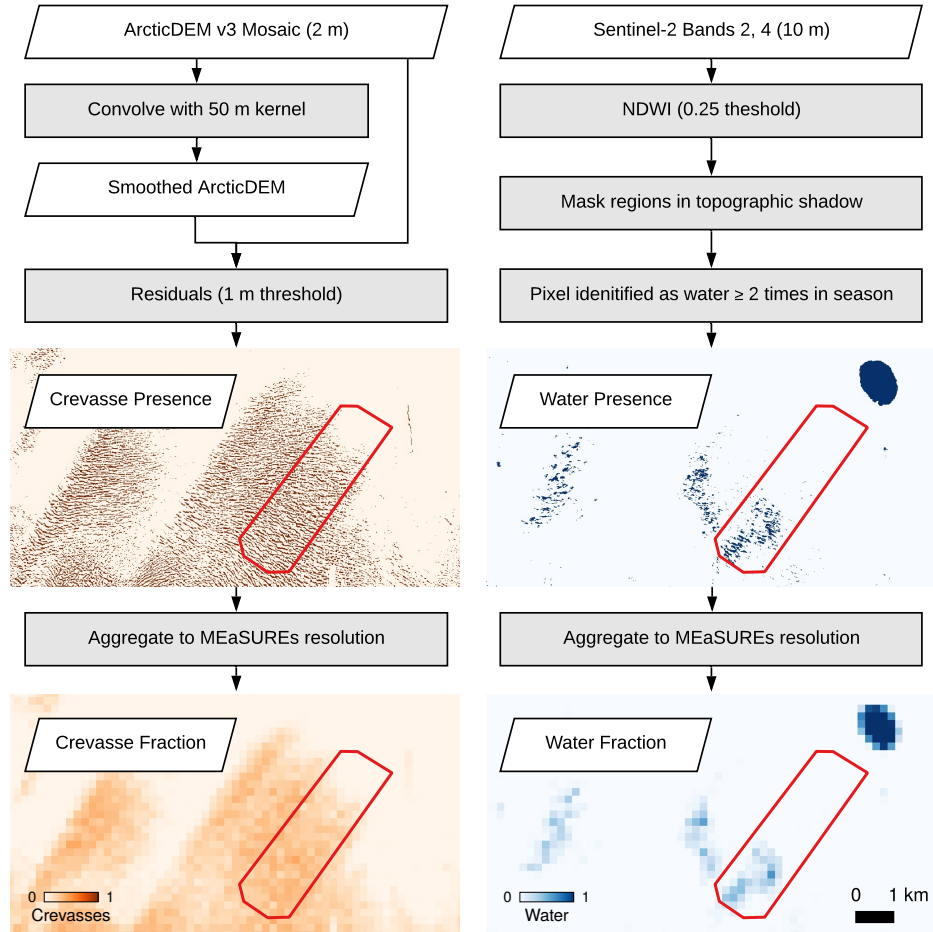 ArcticDEM v3 Mosaic (2 m)
Convolve with 50 m kernel
Smoothed ArcticDEM
Residuals (1 m threshold)
Crevasse Presence
Aggregate to MEaSUREs resolution
Crevasse Fraction
0 1
Crevasses
Sentinel-2 Bands 2, 4 (10 m)
NDWI (0.25 theshold)
Mask regions in topographic shadow
Pixel idenitified as water ≥ 2 times in season
Water Presence
Aggregate to MEaSUREs resolution
Water Fraction
0 1
Water
0 1 km